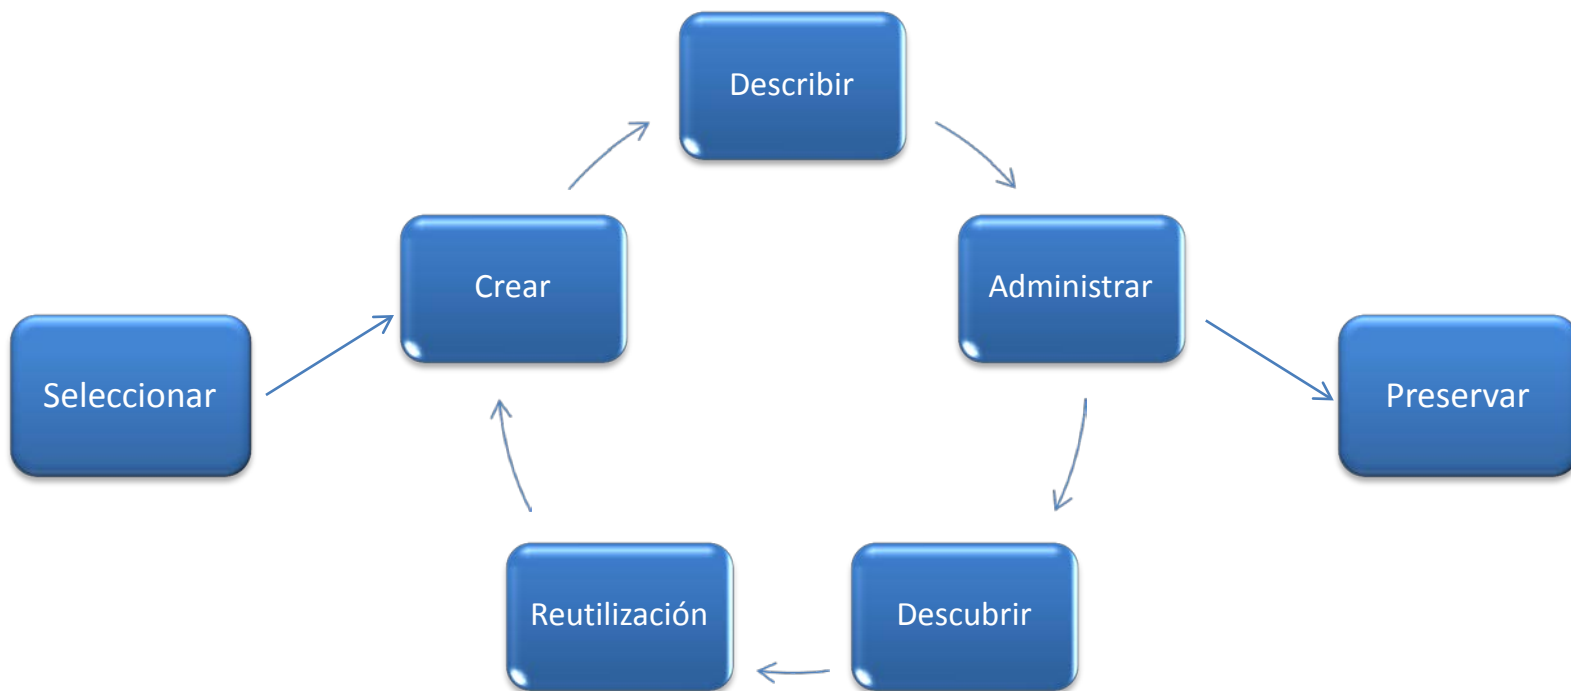 Describir
Crear
Administrar
Seleccionar
Preservar
Reutilización
Descubrir